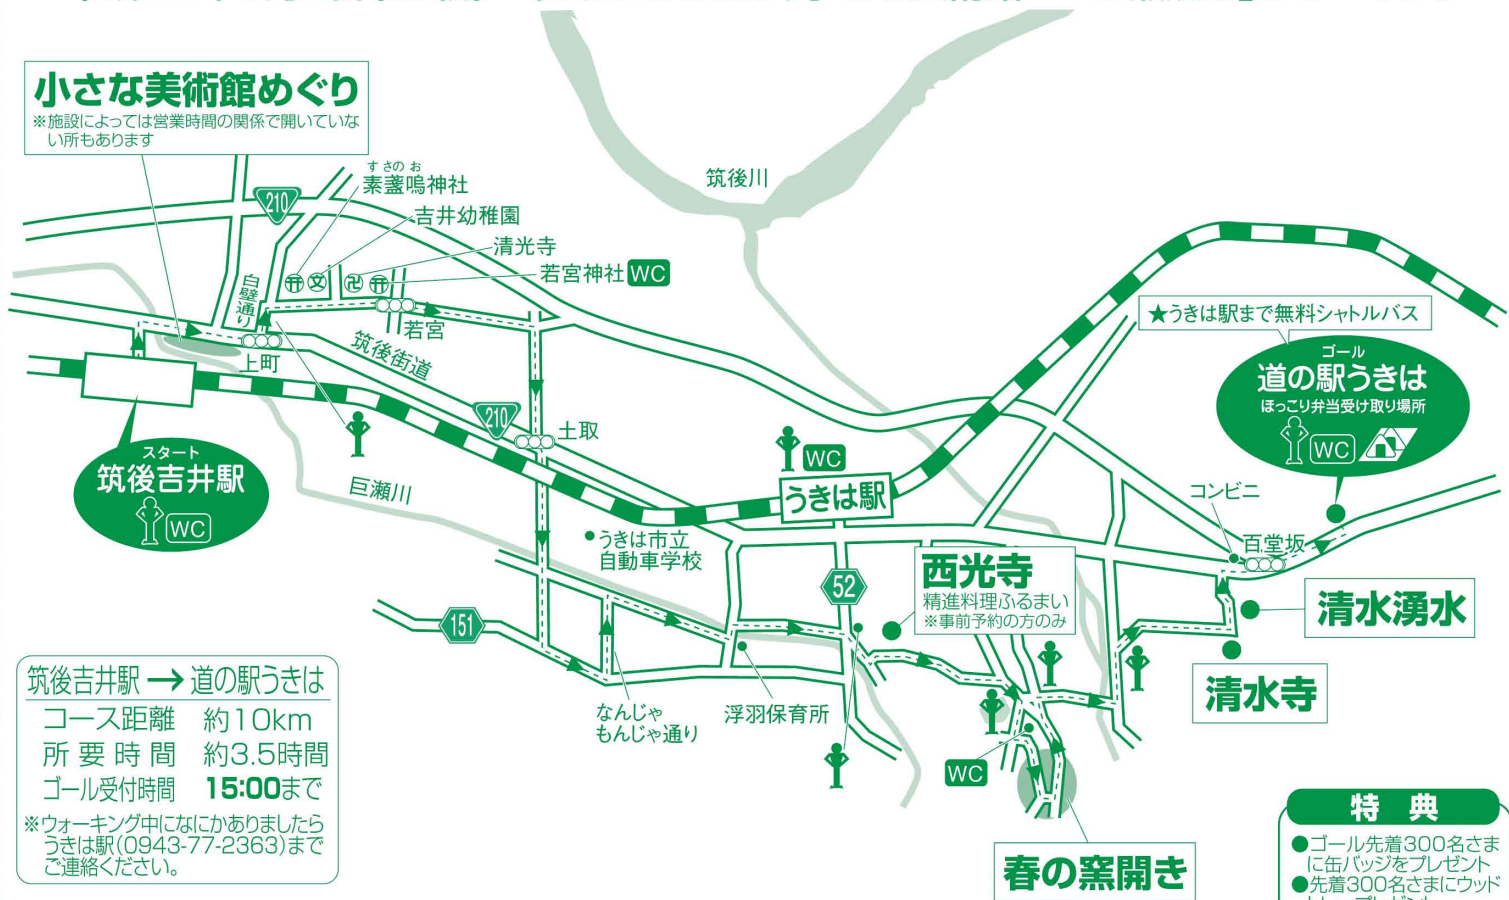 小さな美術館めぐり
※施設によっては営業時間の関係で開いていな
い所もあります
210
すさのお
素盞嗚神社
吉井幼稚園
清光寺
若宮神社 WC
文
白壁通り
若宮
上町
筑後街道
210
土取
筑後川
スタート
筑後吉井駅
WC
巨瀬川
うきは市立
自動車学校
WC
うきは駅
★うきは駅まで無料シャトルバス
ゴール
道の駅うきは
ほっこり弁当受け取り場所
WC
コンビニ
百堂坂
西光寺
精進料理ふるまい
※事前予約の方のみ
52
151
清水湧水
清水寺
なんじゃ
もんじゃ通り
浮羽保育所
WC
春の窯開き
筑後吉井駅→道の駅うきは
コース距離 約10km
所要時間 約3.5時間
ゴール受付時間 15:00まで
※ウォーキング中になにかありましたら
うきは駅(0943-77-2363)まで
ご連絡ください。
特典
●ゴール先着300名さま
に缶バッジをプレゼント
●先着300名さまにウッド